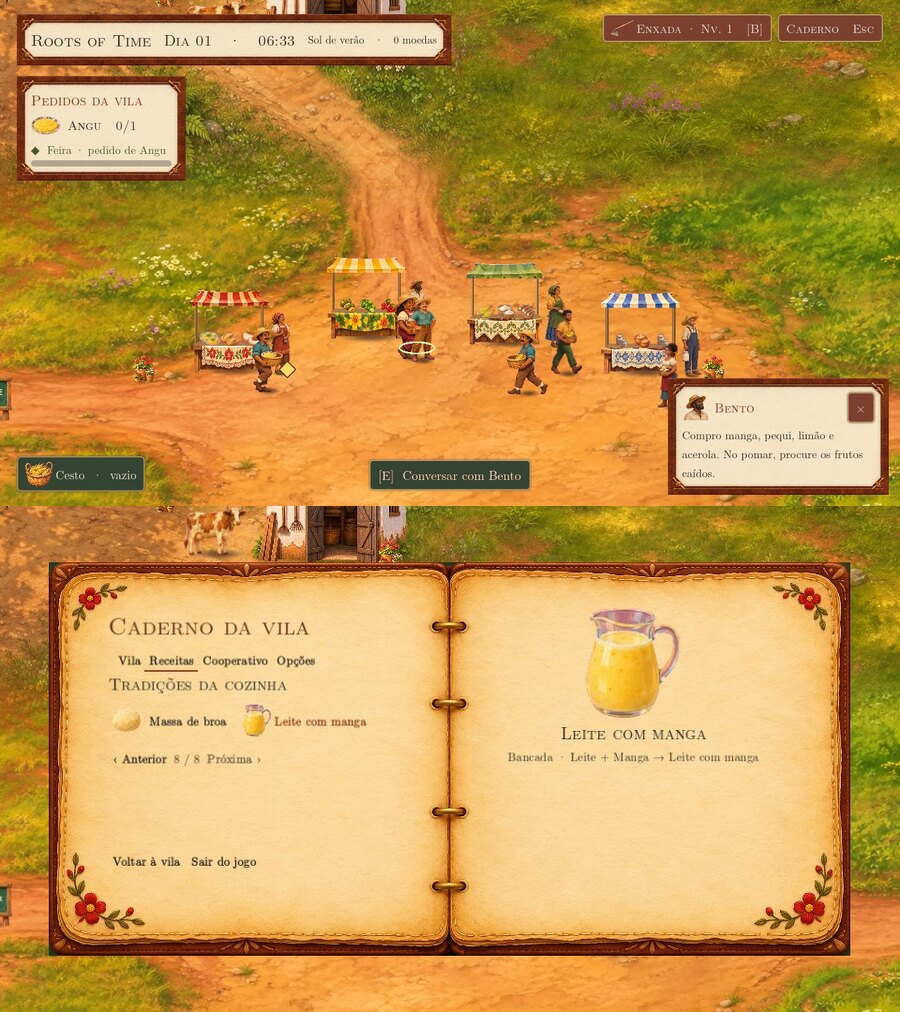 Roots of Time Dia 01 · 06:33 Sol de verão · 0 moedas
Enxada · Nv. 1 [B]
Caderno Esc
Pedidos da vila
Angu 0/1
◆ Feira · pedido de Angu
Bento
×
Compro manga, pequi, limão e
acerola. No pomar, procure os frutos
caídos.
Cesto · vazio
[E] Conversar com Bento
Caderno da vila
Vila Receitas Cooperativo Opções
Tradições da cozinha
Massa de broa Leite com manga
‹ Anterior 8 / 8 Próxima ›
Voltar à vila Sair do jogo
Leite com manga
Bancada · Leite + Manga → Leite com manga